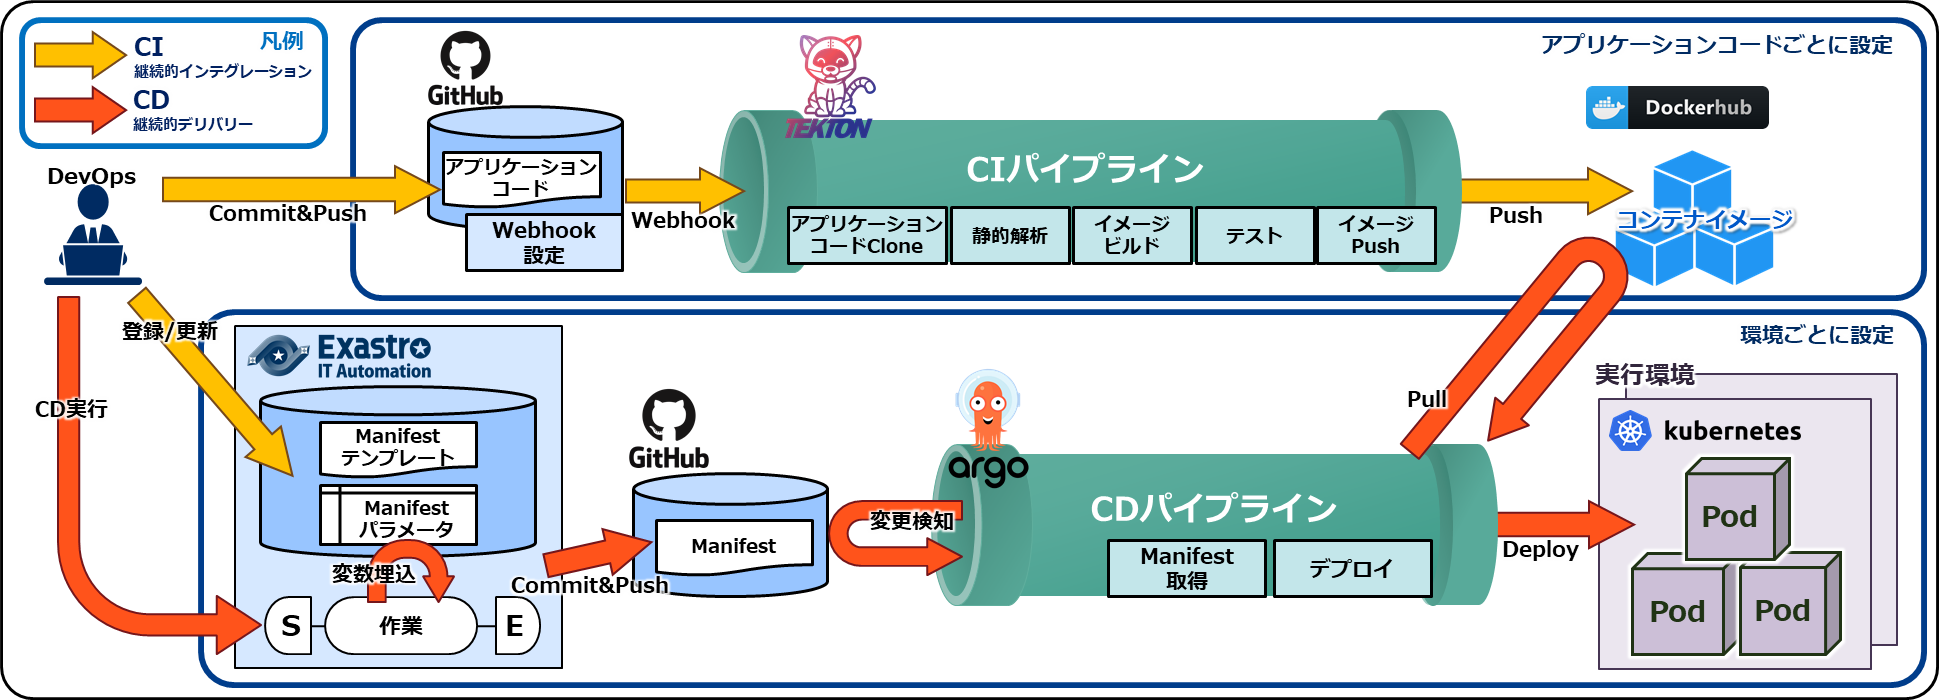 凡例
CI
継続的インテグレーション
CD
継続的デリバリー
アプリケーションコードごとに設定
DevOps
Commit&Push
GitHub
アプリケーション
コード
Webhook
設定
Webhook
TEKTON
CIパイプライン
アプリケーション
コードClone
静的解析
イメージ
ビルド
テスト
イメージ
Push
Push
Dockerhub
コンテナイメージ
環境ごとに設定
登録/更新
CD実行
Exastro
IT Automation
Manifest
テンプレート
Manifest
パラメータ
変数埋込
S
作業
E
Commit&Push
GitHub
Manifest
変更検知
argo
CDパイプライン
Manifest
取得
デプロイ
Pull
Deploy
実行環境
kubernetes
Pod
Pod
Pod